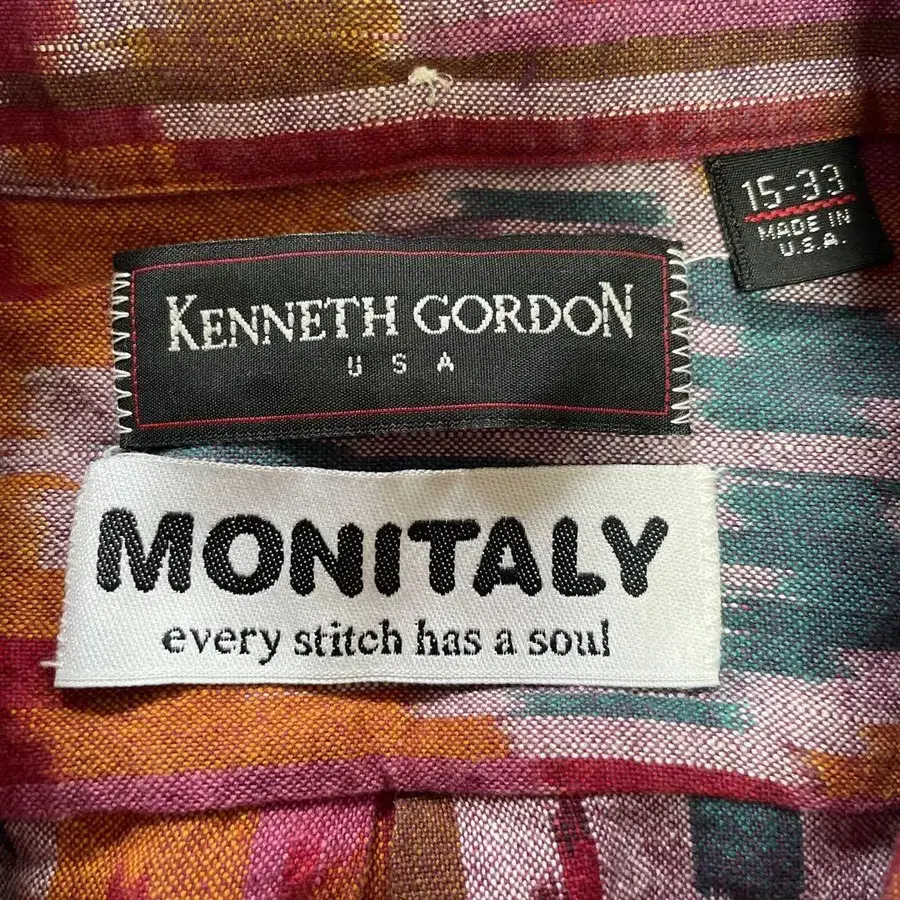 15-33
MADE IN
U.S.A.
KENNETH GORDON
USA
MONITALY
every stitch has a soul